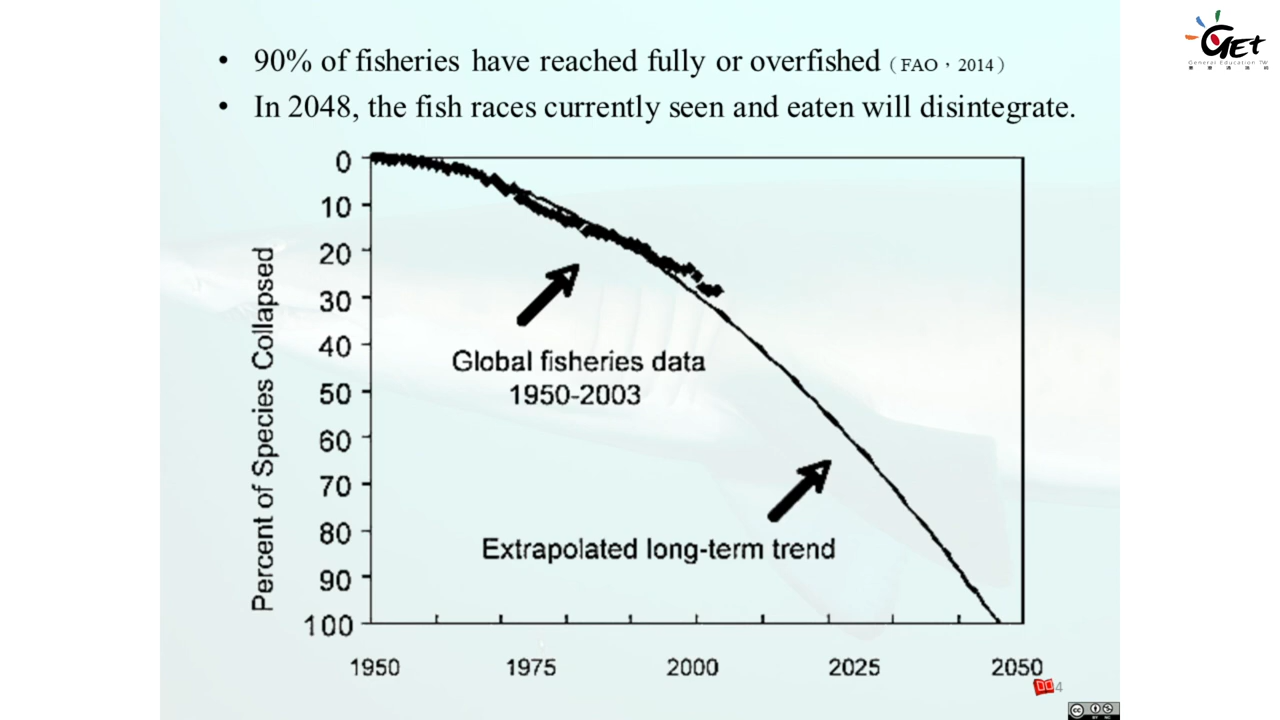 • 90% of fisheries have reached fully or overfished（FAO，2014）
• In 2048, the fish races currently seen and eaten will disintegrate.
GET
General Education TW
Percent of Species Collapsed
0
10
20
30
40
50
60
70
80
90
100
Global fisheries data
1950-2003
Extrapolated long-term trend
1950 1975 2000 2025 2050
4
cc